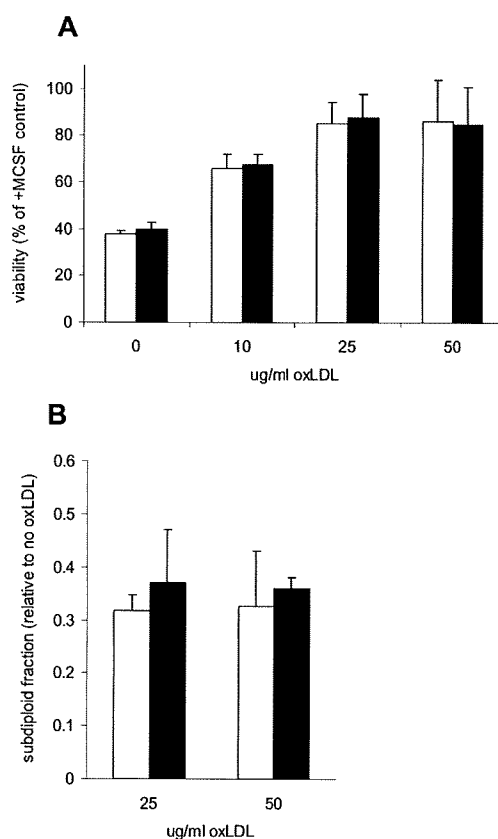 A
viability (% of +MCSF control)
100
80
60
40
20
0
0 10 25 50
ug/ml oxLDL
B
subdiploid fraction (relative to no oxLDL)
0.6
0.5
0.4
0.3
0.2
0.1
0
25 50
ug/ml oxLDL